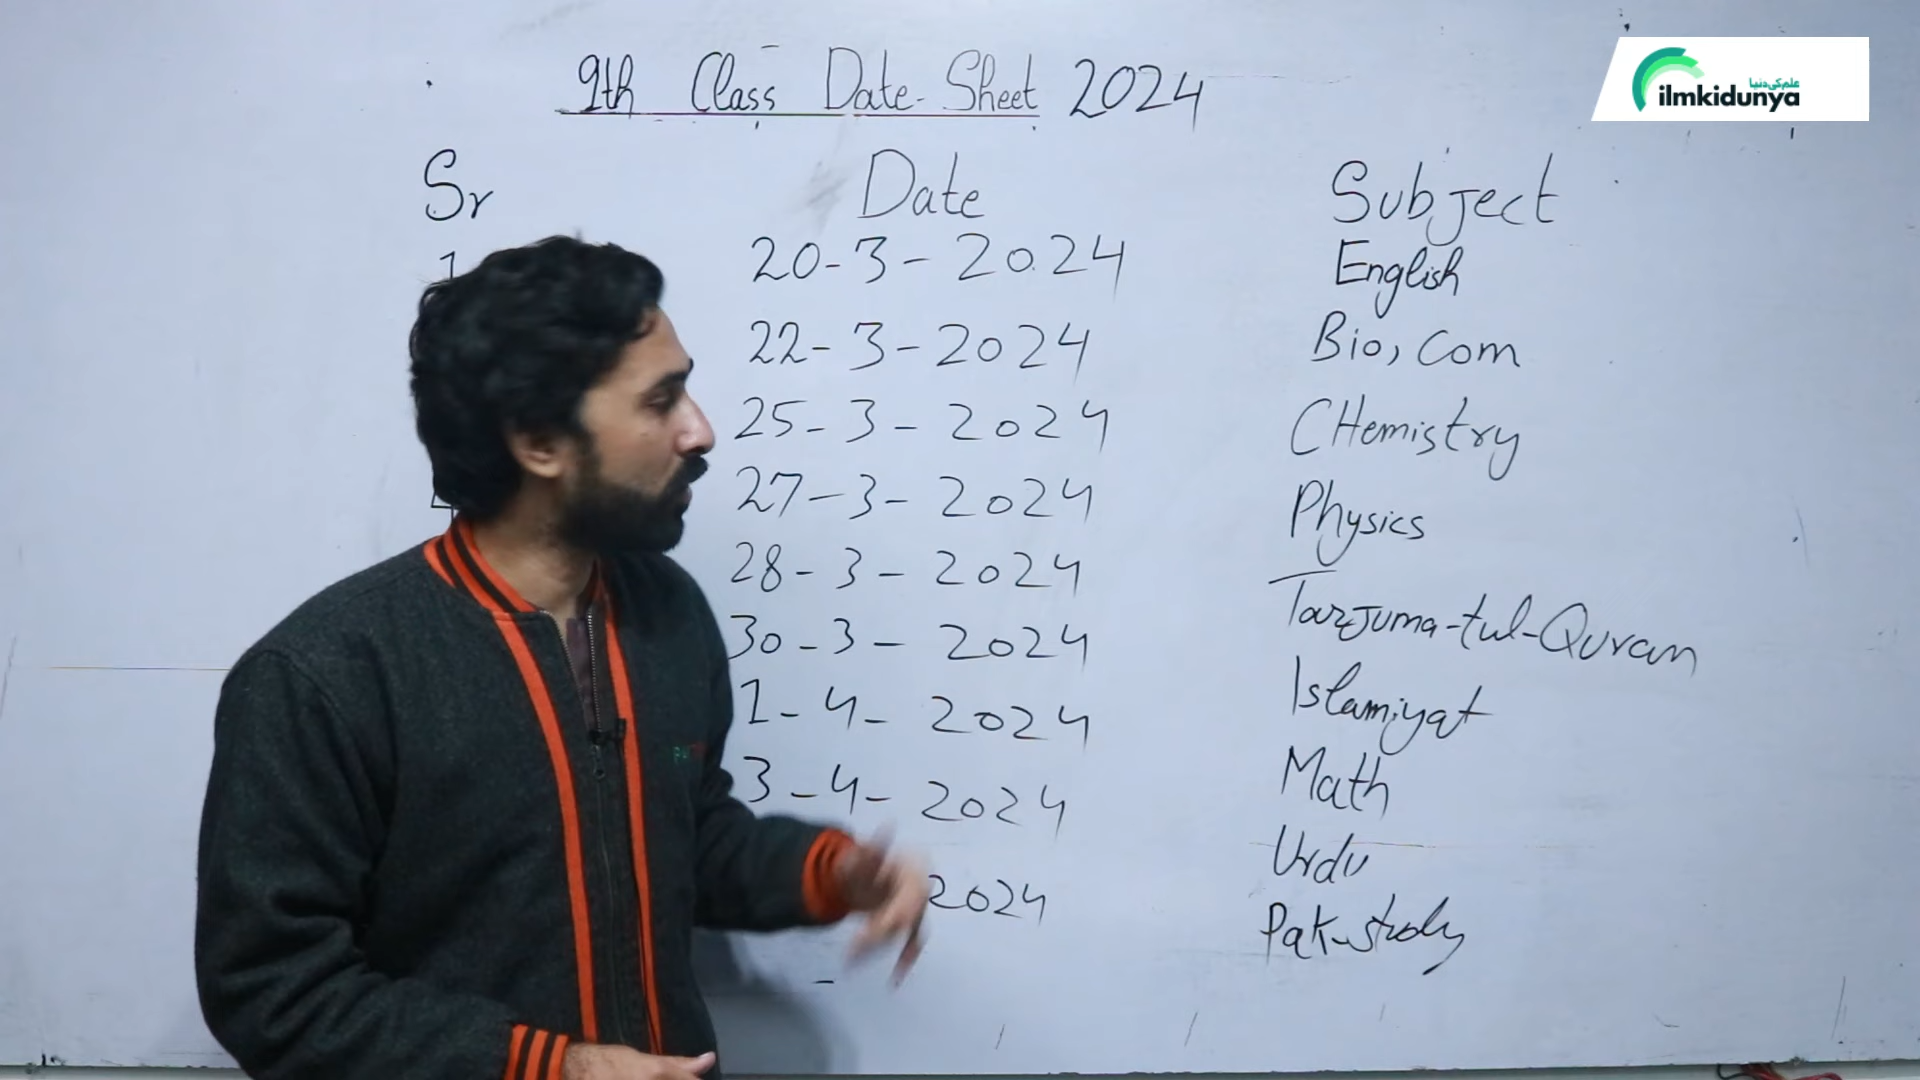 9th Class Date-Sheet 2024
علم کی دنیا
ilmkidunya
Sr Date Subject
1 20-3-2024 English
22-3-2024 Bio, Com
25-3-2024 CHemistry
4 27-3-2024 Physics
28-3-2024 Tarjuma-tul-Quran
30-3-2024 Islamiyat
1-4-2024 Math
3-4-2024 Urdu
2024 Pak-study